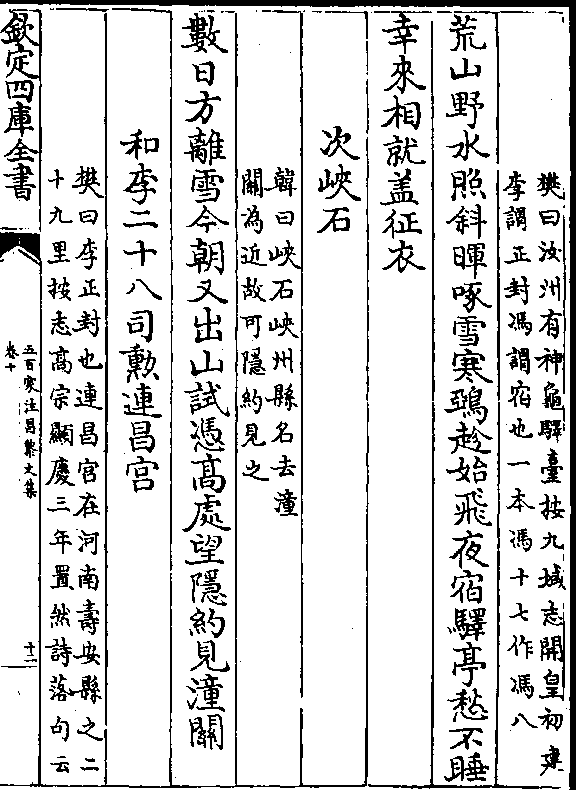 樊曰汝州有神龜驛臺按九域志開皇初建
李謂正封馮謂宿也一本馮十七作馮八
荒山野水照斜暉啄雪寒鵶趁始飛夜宿驛亭愁不睡
幸來相就盖征衣
次峽石
韓曰峽石峽州縣名去潼
關為近故可隱約見之
數日方離雪今朝又出山試憑髙處望隱約見潼關
和李二十八司勲連昌宫
樊曰李正封也連昌宫在河南壽安縣之二
十九里按志髙宗顯慶三年置然詩落句云
欽定四庫全書
五百家注昌黎文集
卷十
十二